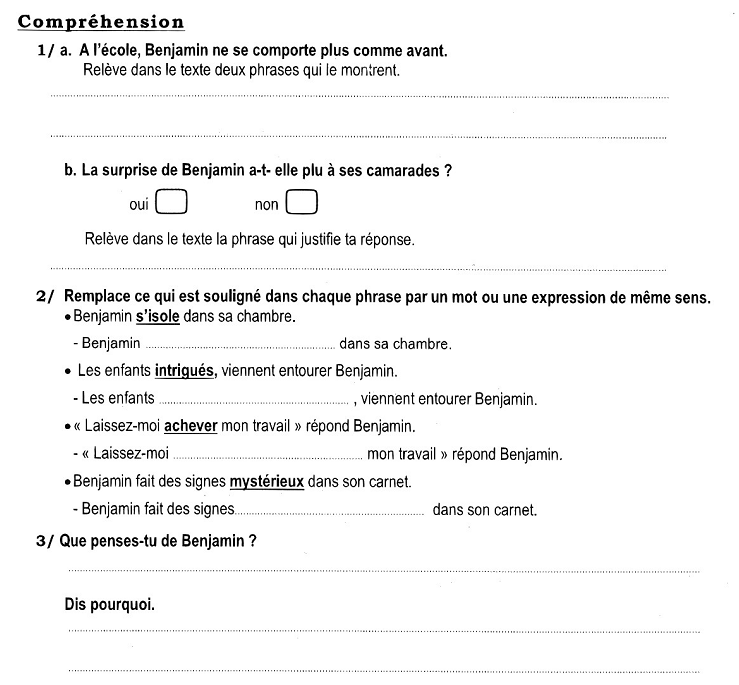 Compréhension
1/ a. A l'école, Benjamin ne se comporte plus comme avant.
Relève dans le texte deux phrases qui le montrent.
b. La surprise de Benjamin a-t- elle plu à ses camarades ?
oui non
Relève dans le texte la phrase qui justifie ta réponse.
2/ Remplace ce qui est souligné dans chaque phrase par un mot ou une expression de même sens.
• Benjamin s'isole dans sa chambre.
- Benjamin ........................ dans sa chambre.
• Les enfants intrigués, viennent entourer Benjamin.
- Les enfants ........................ , viennent entourer Benjamin.
• « Laissez-moi achever mon travail » répond Benjamin.
- « Laissez-moi ........................ mon travail » répond Benjamin.
• Benjamin fait des signes mystérieux dans son carnet.
- Benjamin fait des signes........................ dans son carnet.
3/ Que penses-tu de Benjamin ?
Dis pourquoi.